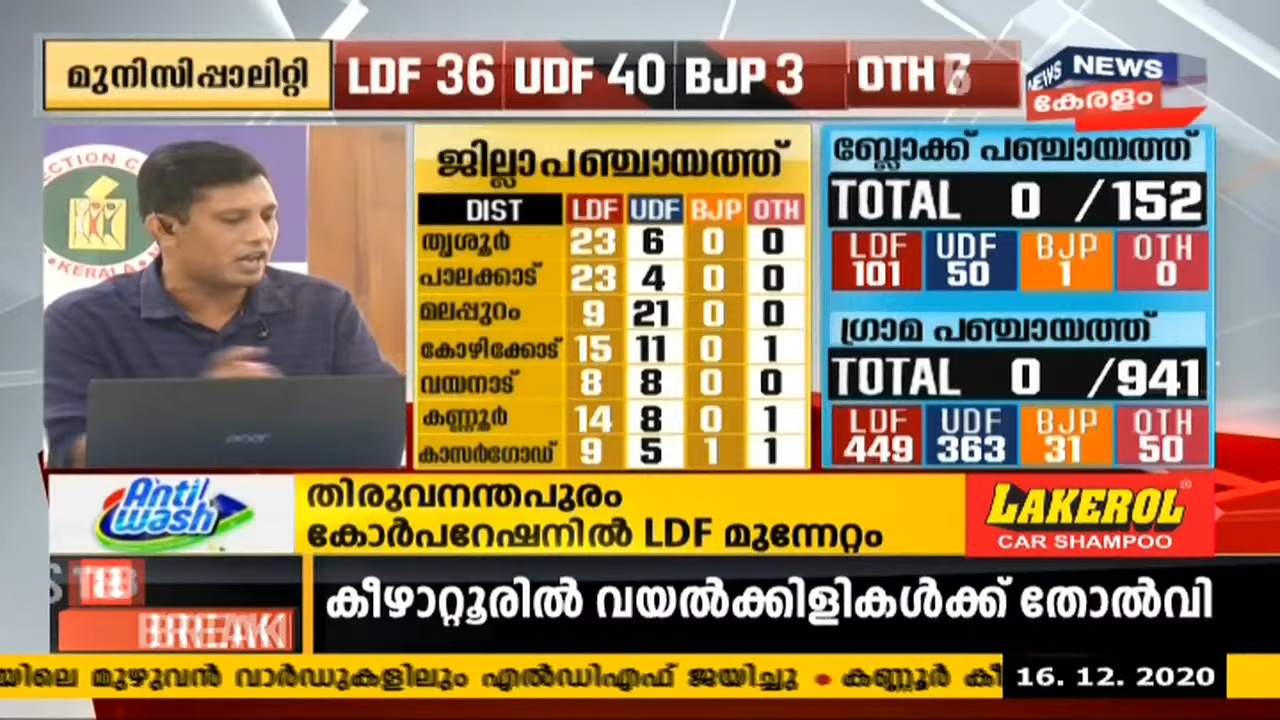 മുനിസിപ്പാലിറ്റി LDF 36 UDF 40 BJP 3 OTH
NEWS NEWS
കേരളം
ECTION C
KERALA
acer
ജില്ലാപഞ്ചായത്ത്
DIST LDF UDF BJP OTH
തൃശൂർ 23 6 0 0
പാലക്കാട് 23 4 0 0
മലപ്പുറം 9 21 0 0
കോഴിക്കോട് 15 11 0 1
വയനാട് 8 8 0 0
കണ്ണൂർ 14 8 0 1
കാസർഗോഡ് 9 5 1 1
ബ്ലോക്ക് പഞ്ചായത്ത്
TOTAL 0 /152
LDF UDF BJP OTH
101 50 1 0
ഗ്രാമ പഞ്ചായത്ത്
TOTAL 0 /941
LDF UDF BJP OTH
449 363 31 50
Anti
wash
തിരുവനന്തപുരം
കോർപറേഷനിൽ LDF മുന്നേറ്റം
LAKEROL®
CAR SHAMPOO
കീഴാറ്റൂരിൽ വയൽക്കിളികൾക്ക് തോൽവി
യിലെ മുഴുവൻ വാർഡുകളിലും എൽഡിഎഫ് ജയിച്ചു • കണ്ണൂർ കീ
16. 12. 2020